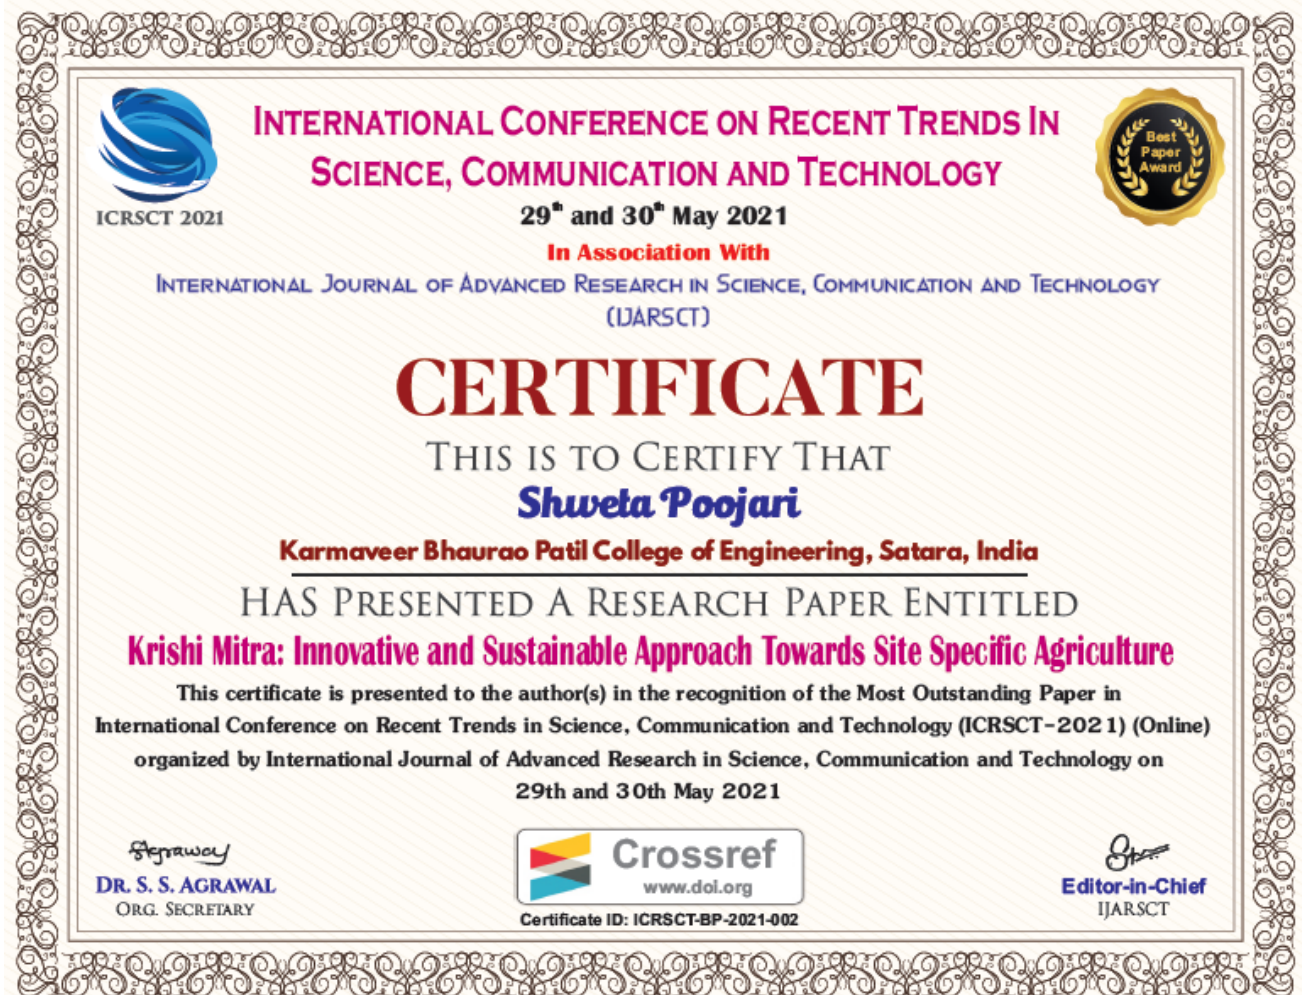 INTERNATIONAL CONFERENCE ON RECENT TRENDS IN
SCIENCE, COMMUNICATION AND TECHNOLOGY
ICRSCT 2021
Best
Paper
Award
29th and 30th May 2021
In Association With
INTERNATIONAL JOURNAL OF ADVANCED RESEARCH IN SCIENCE, COMMUNICATION AND TECHNOLOGY
(IJARSCT)
CERTIFICATE
THIS IS TO CERTIFY THAT
Shweta Poojari
Karmaveer Bhaurao Patil College of Engineering, Satara, India
HAS PRESENTED A RESEARCH PAPER ENTITLED
Krishi Mitra: Innovative and Sustainable Approach Towards Site Specific Agriculture
This certificate is presented to the author(s) in the recognition of the Most Outstanding Paper in
International Conference on Recent Trends in Science, Communication and Technology (ICRSCT-2021) (Online)
organized by International Journal of Advanced Research in Science, Communication and Technology on
29th and 30th May 2021
SAgrawal
DR. S. S. AGRAWAL
ORG. SECRETARY
Crossref
www.doi.org
Certificate ID: ICRSCT-BP-2021-002
Editor-in-Chief
IJARSCT